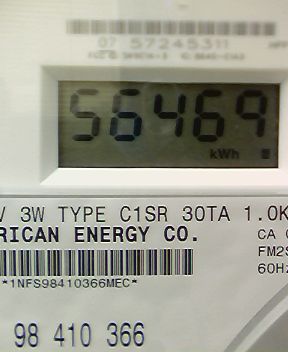 07 57245311
56469
kWh
V 3W TYPE C1SR 30TA 1.0K
RICAN ENERGY CO.
CA
FM2S
60Hz
*1NFS98410366MEC*
98 410 366